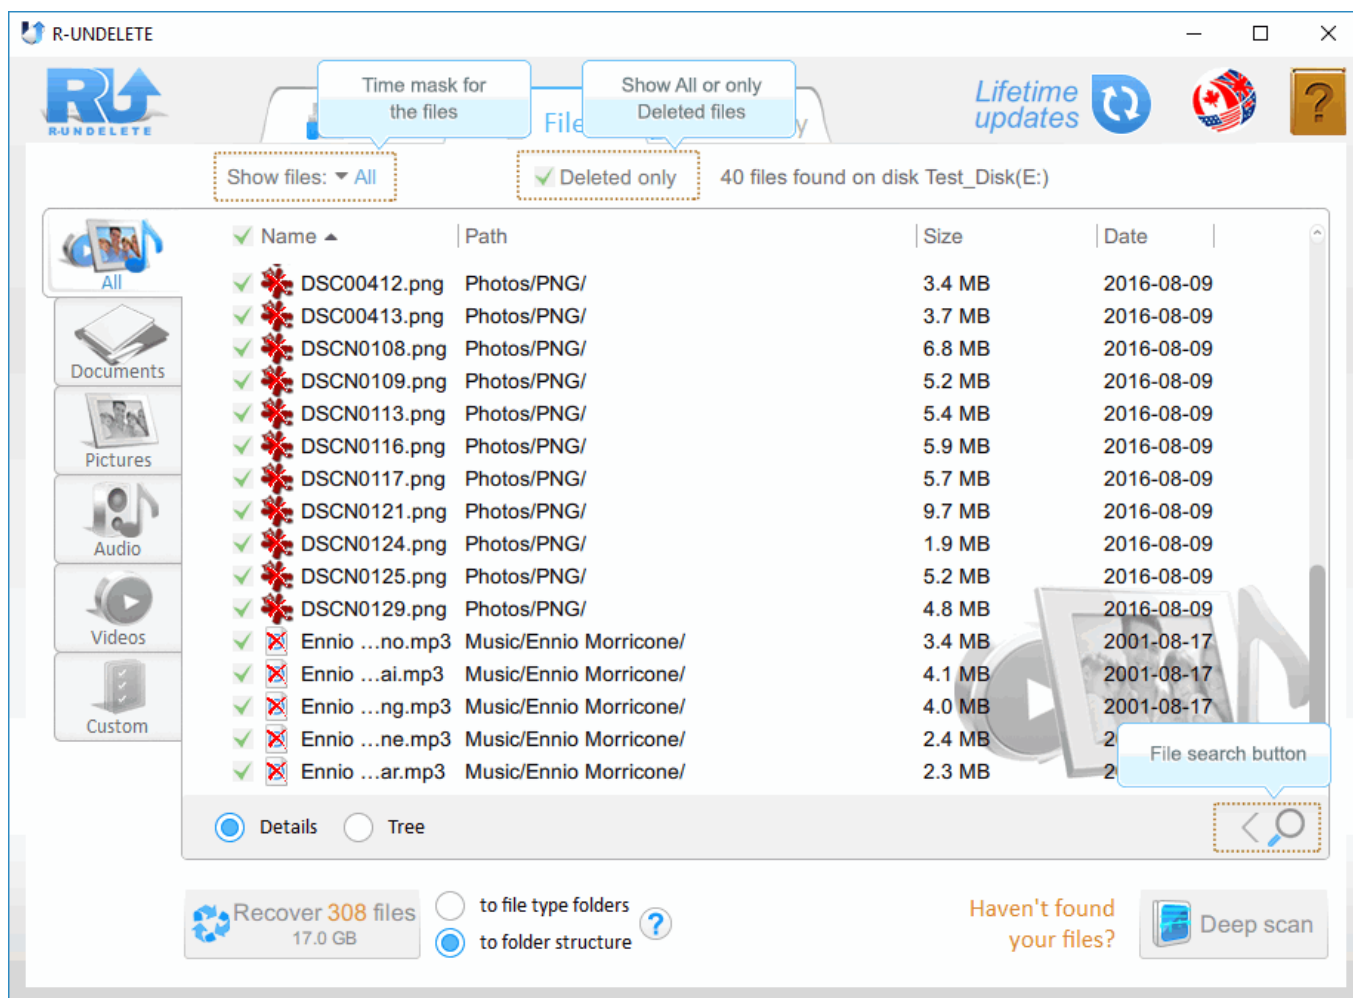 R-UNDELETE
R-UNDELETE
Time mask for
the files
File
Show All or only
Deleted files
y
Lifetime
updates
?
Show files: All
Deleted only
40 files found on disk Test_Disk(E:)
Name Path Size Date
DSC00412.png Photos/PNG/ 3.4 MB 2016-08-09
DSC00413.png Photos/PNG/ 3.7 MB 2016-08-09
DSCN0108.png Photos/PNG/ 6.8 MB 2016-08-09
DSCN0109.png Photos/PNG/ 5.2 MB 2016-08-09
DSCN0113.png Photos/PNG/ 5.4 MB 2016-08-09
DSCN0116.png Photos/PNG/ 5.9 MB 2016-08-09
DSCN0117.png Photos/PNG/ 5.7 MB 2016-08-09
DSCN0121.png Photos/PNG/ 9.7 MB 2016-08-09
DSCN0124.png Photos/PNG/ 1.9 MB 2016-08-09
DSCN0125.png Photos/PNG/ 5.2 MB 2016-08-09
DSCN0129.png Photos/PNG/ 4.8 MB 2016-08-09
Ennio ...no.mp3 Music/Ennio Morricone/ 3.4 MB 2001-08-17
Ennio ...ai.mp3 Music/Ennio Morricone/ 4.1 MB 2001-08-17
Ennio ...ng.mp3 Music/Ennio Morricone/ 4.0 MB 2001-08-17
Ennio ...ne.mp3 Music/Ennio Morricone/ 2.4 MB 2
Ennio ...ar.mp3 Music/Ennio Morricone/ 2.3 MB 2
All
Documents
Pictures
Audio
Videos
Custom
File search button
Details
Tree
Recover 308 files
17.0 GB
to file type folders
to folder structure
?
Haven't found
your files?
Deep scan